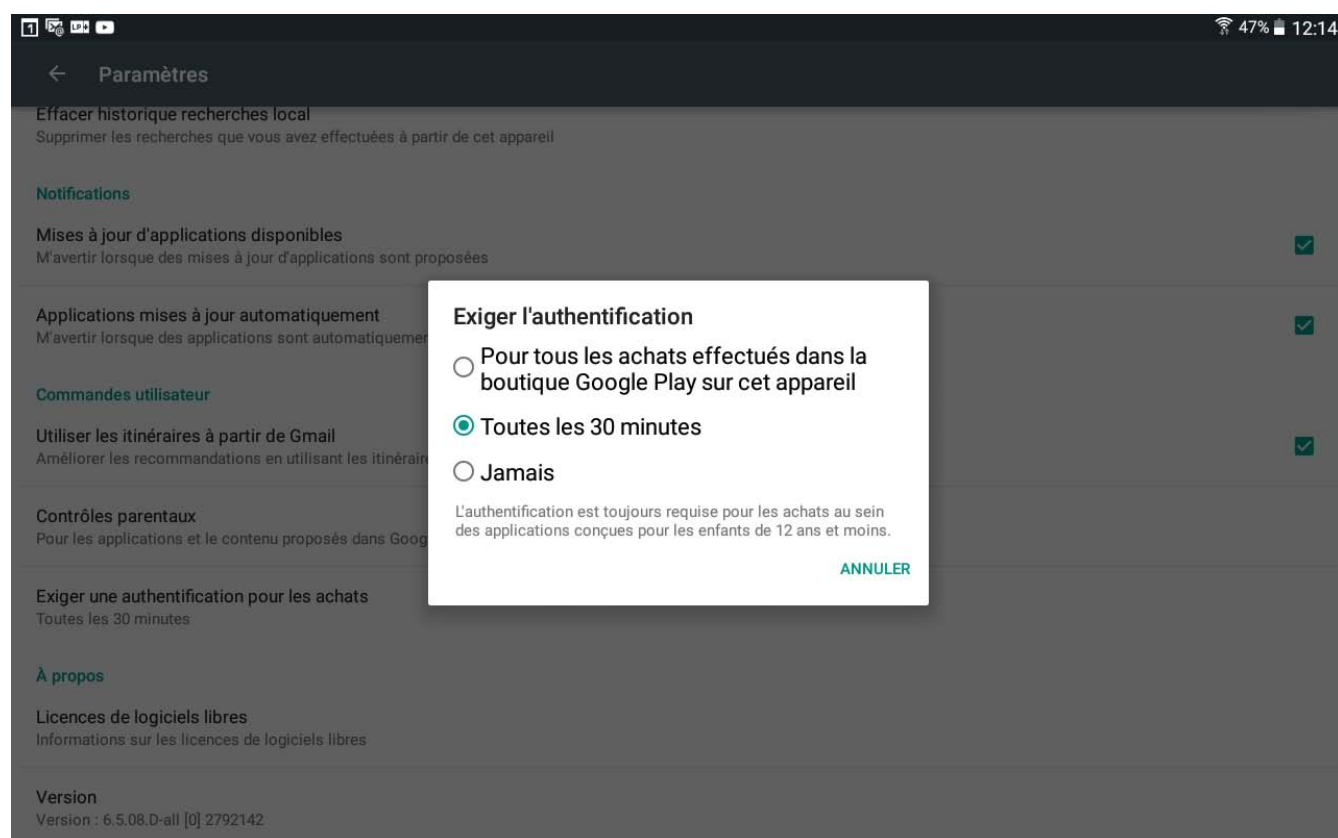 1 LP+ 47% 12:14
Paramètres
Effacer historique recherches local
Supprimer les recherches que vous avez effectuées à partir de cet appareil
Notifications
Mises à jour d'applications disponibles
M'avertir lorsque des mises à jour d'applications sont proposées
Applications mises à jour automatiquement
M'avertir lorsque des applications sont automatiquemen
Commandes utilisateur
Utiliser les itinéraires à partir de Gmail
Améliorer les recommandations en utilisant les itinérair
Contrôles parentaux
Pour les applications et le contenu proposés dans Goog
Exiger une authentification pour les achats
Toutes les 30 minutes
À propos
Licences de logiciels libres
Informations sur les licences de logiciels libres
Version
Version : 6.5.08.D-all [0] 2792142
Exiger l'authentification
Pour tous les achats effectués dans la
boutique Google Play sur cet appareil
Toutes les 30 minutes
Jamais
L'authentification est toujours requise pour les achats au sein
des applications conçues pour les enfants de 12 ans et moins.
ANNULER